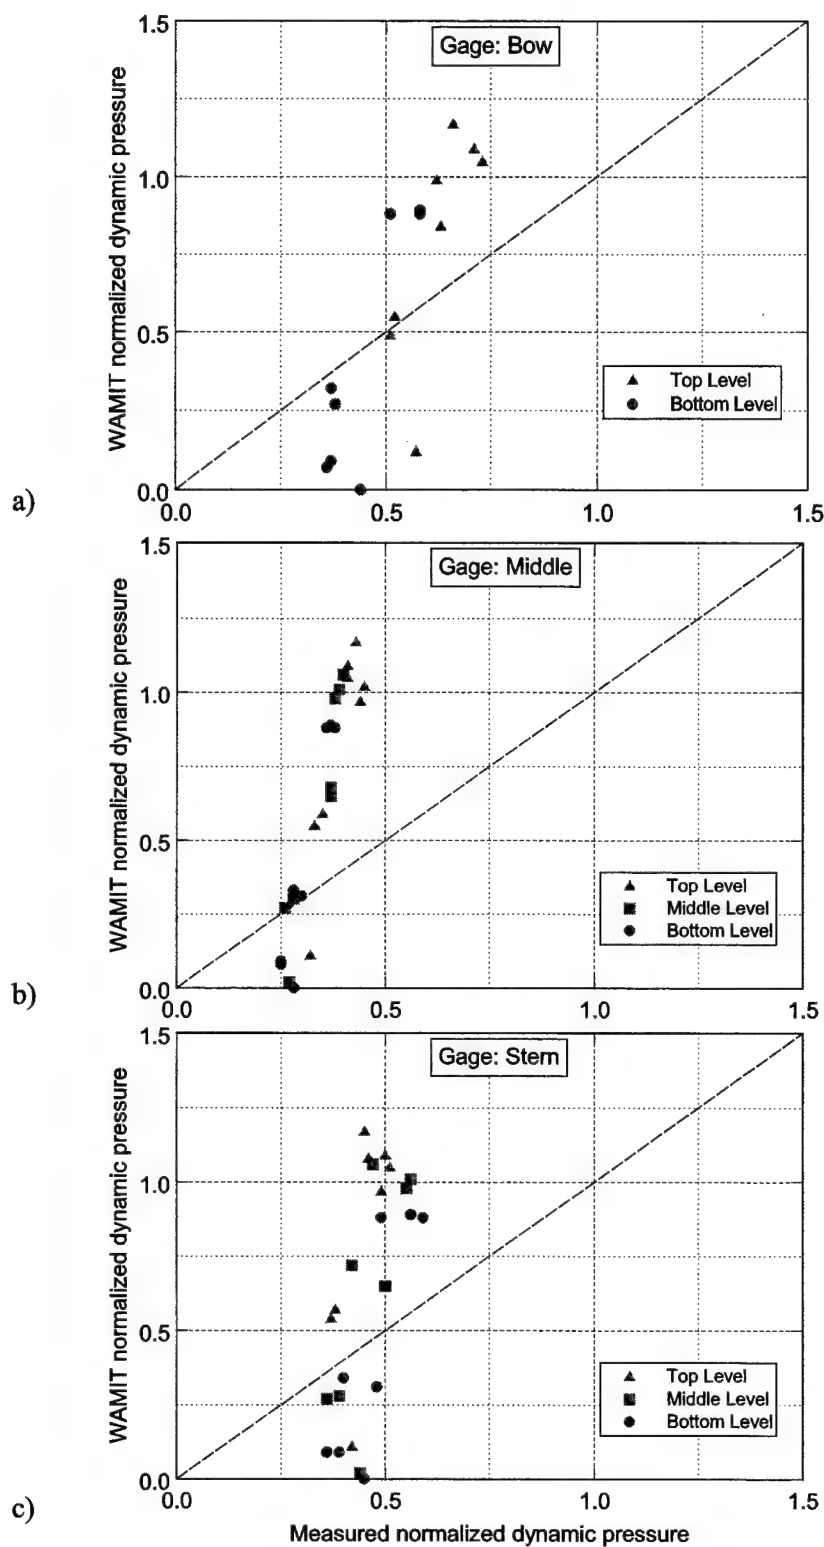 1.5
Gage: Bow
1.0
0.5
0.0
WAMIT normalized dynamic pressure
Top Level
Bottom Level
0.0 0.5 1.0 1.5
a)
1.5
Gage: Middle
1.0
0.5
0.0
WAMIT normalized dynamic pressure
Top Level
Middle Level
Bottom Level
0.0 0.5 1.0 1.5
b)
1.5
Gage: Stern
1.0
0.5
0.0
WAMIT normalized dynamic pressure
Top Level
Middle Level
Bottom Level
0.0 0.5 1.0 1.5
c)
Measured normalized dynamic pressure